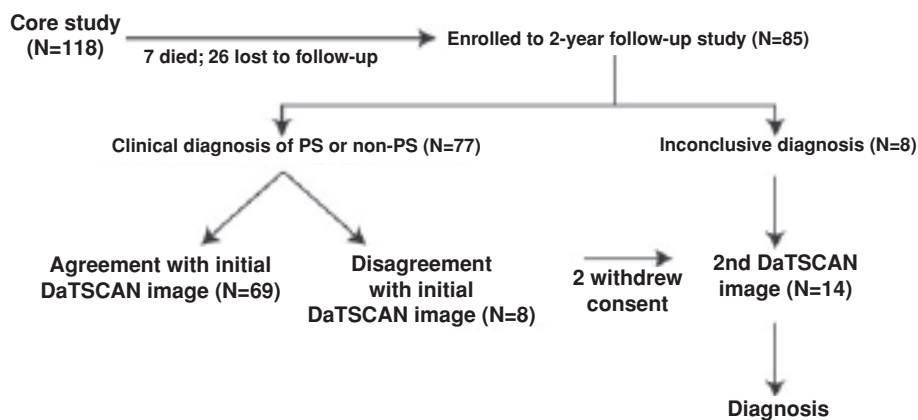 Core study
(N=118)
7 died; 26 lost to follow-up
Enrolled to 2-year follow-up study (N=85)
Clinical diagnosis of PS or non-PS (N=77)
Inconclusive diagnosis (N=8)
Agreement with initial
DaTSCAN image (N=69)
Disagreement
with initial
DaTSCAN image (N=8)
2 withdrew
consent
2nd DaTSCAN
image (N=14)
Diagnosis